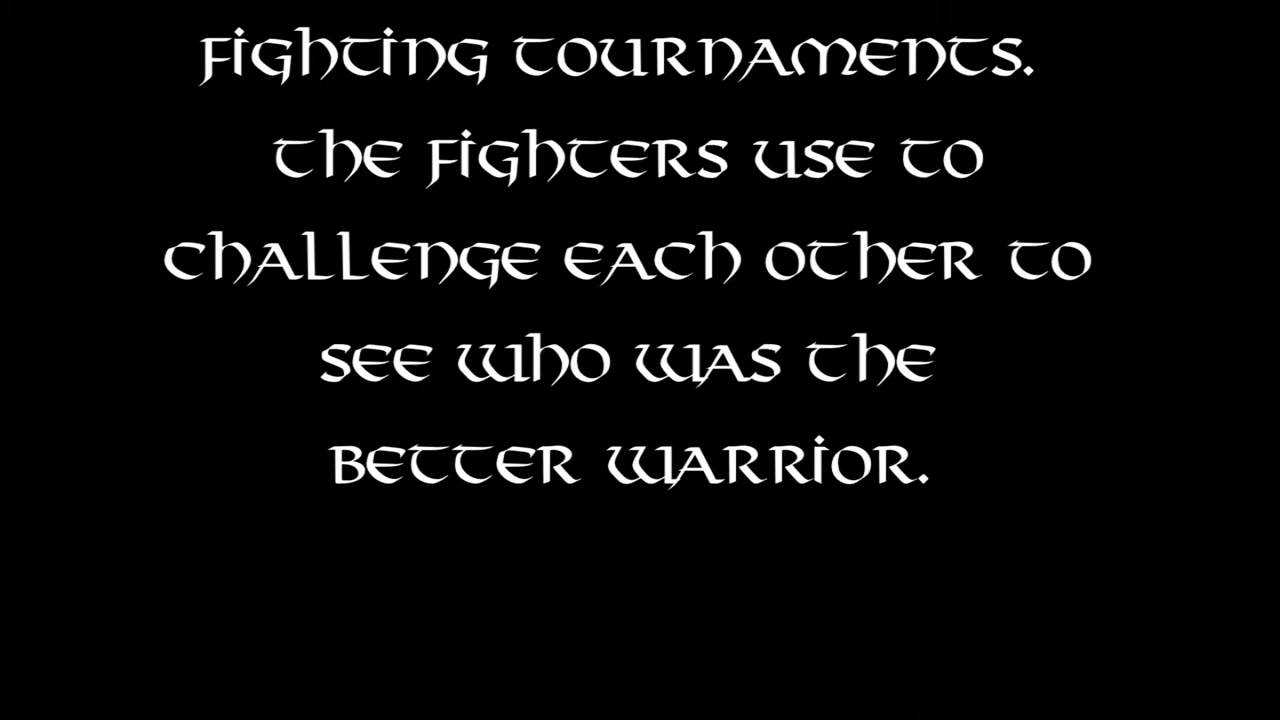 FIGHTING TOURNAMENTS.
THE FIGHTERS USE TO
CHALLENGE EACH OTHER TO
SEE WHO WAS THE
BETTER WARRIOR.